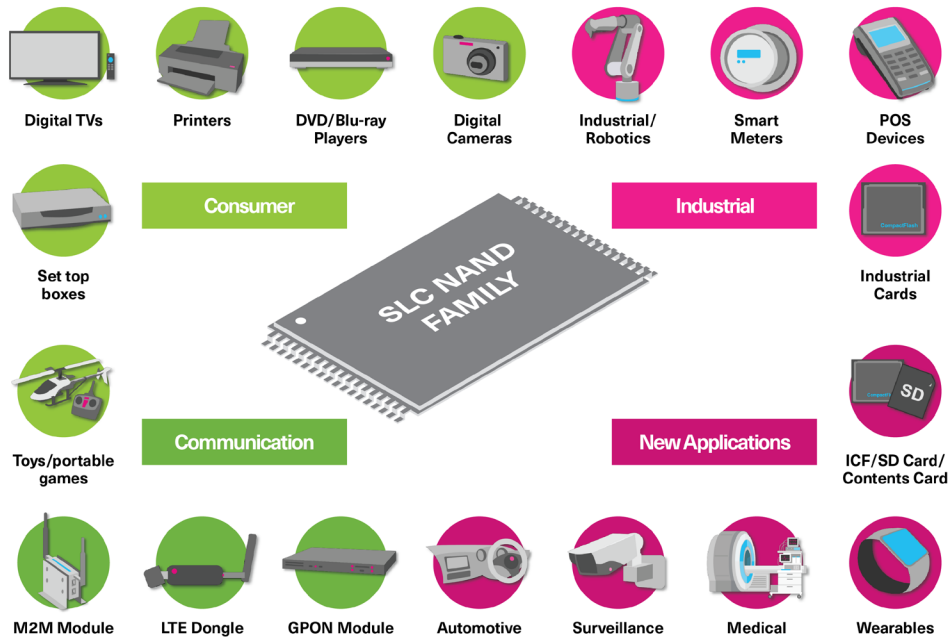 Digital TVs
Printers
DVD/Blu-ray
Players
Digital
Cameras
Industrial/
Robotics
Smart
Meters
POS
Devices
Consumer
Industrial
CompactFlash
Set top
boxes
Industrial
Cards
SLC NAND
FAMILY
CompactFl
SD
Toys/portable
games
Communication
New Applications
ICF/SD Card/
Contents Card
M2M Module
LTE Dongle
GPON Module
Automotive
Surveillance
Medical
Wearables